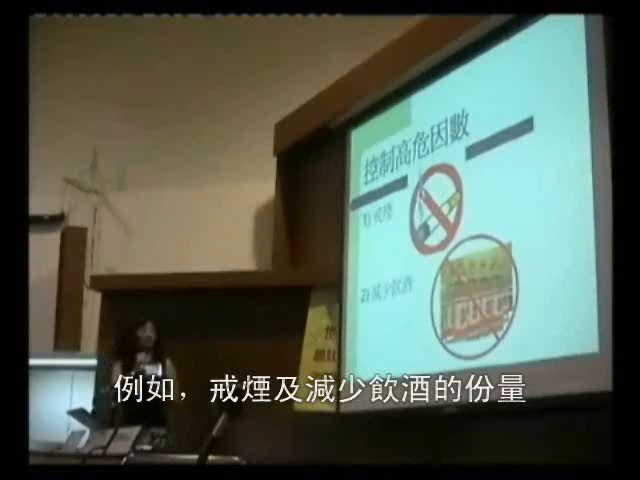 控制高危因數
1) 戒煙
2) 減少飲酒
例如，戒煙及減少飲酒的份量